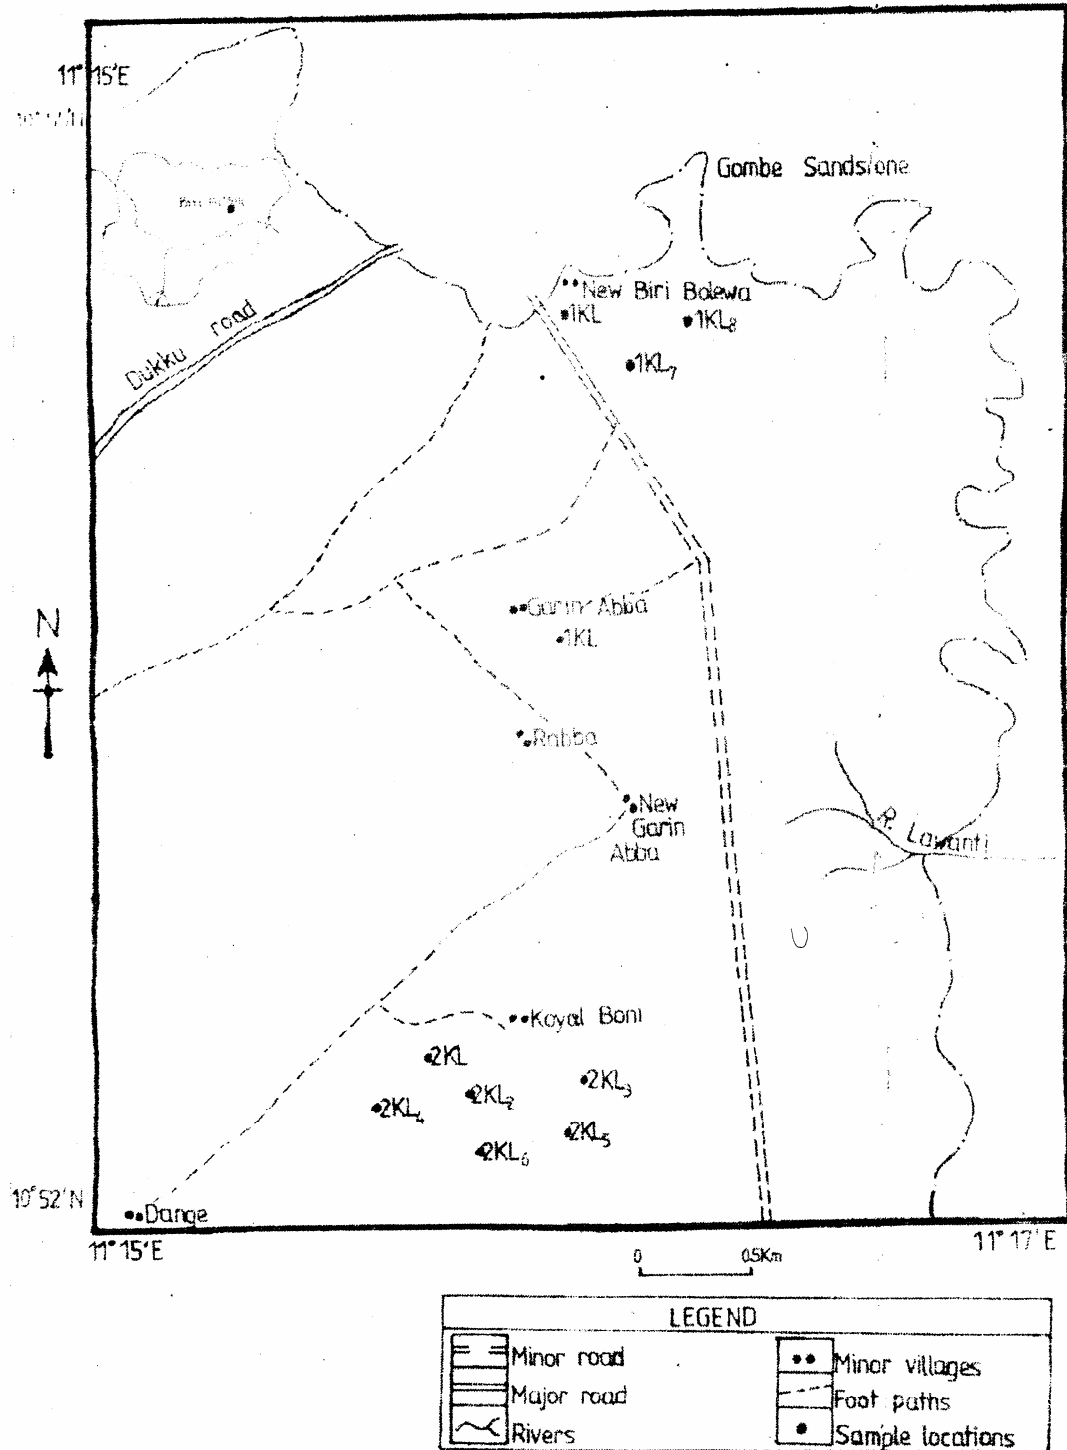 11°15'E
Gombe Sandstone
New Biri Bolewa
1KL
1KL8
1KL7
Dukku road
N
Garin Abba
1KL
Rabba
New
Garin
Abba
R. Lawanti
Koyal Boni
2KL
2KL3
2KL2
2KL4
2KL5
2KL6
10°52'N
Dange
11°15'E
11°17'E
0
0.5Km
LEGEND
Minor road
Minor villages
Major road
Foot paths
Rivers
Sample locations